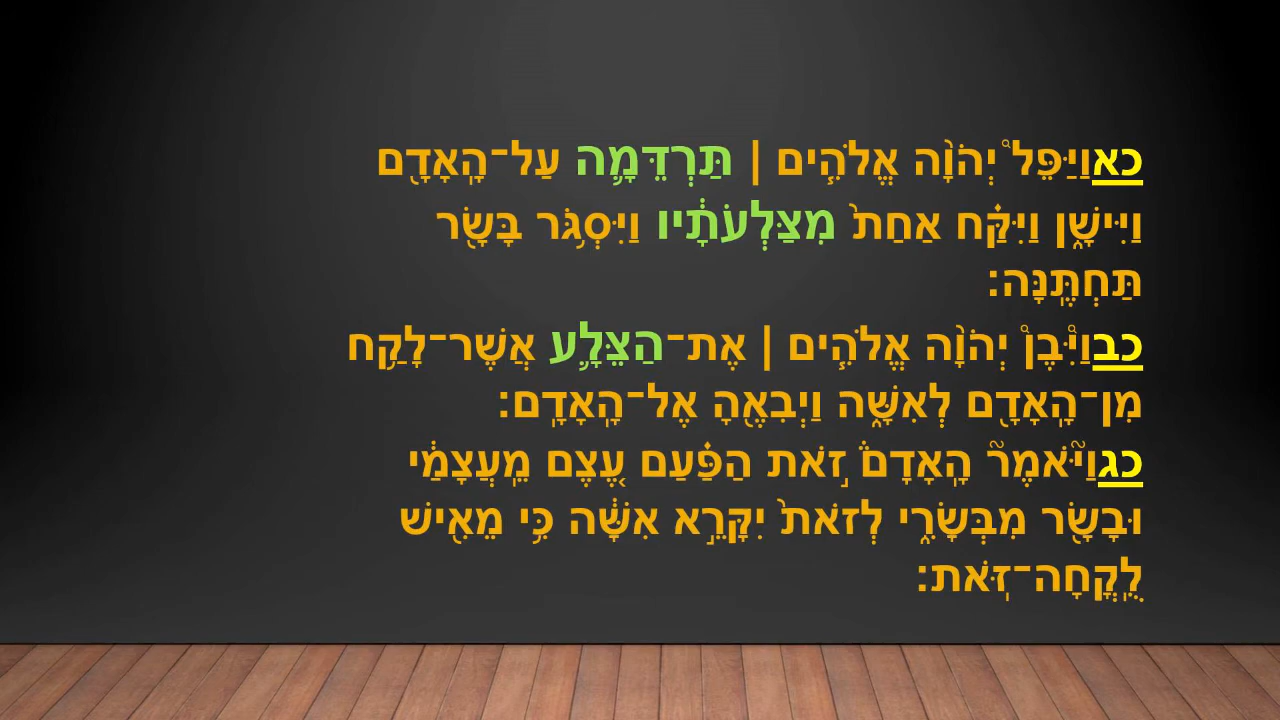 כאוַיַּפֵּל֩ יְהֹוָ֨ה אֱלֹהִ֧ים | תַּרְדֵּמָ֛ה עַל־הָֽאָדָ֖ם
וַיִּישָׁ֑ן וַיִּקַּ֗ח אַחַת֙ מִצַּלְעֹתָ֔יו וַיִּסְגֹּ֥ר בָּשָׂ֖ר
תַּחְתֶּֽנָּה:
כבוַיִּ֩בֶן֩ יְהֹוָ֨ה אֱלֹהִ֧ים | אֶת־הַצֵּלָ֛ע אֲשֶׁר־לָקַ֥ח
מִן־הָֽאָדָ֖ם לְאִשָּׁ֑ה וַיְבִאֶ֖הָ אֶל־הָֽאָדָֽם:
כגוַיֹּ֘אמֶר֘ הָֽאָדָם֒ זֹ֣את הַפַּ֗עַם עֶ֚צֶם מֵֽעֲצָמַ֔י
וּבָשָׂ֖ר מִבְּשָׂרִ֑י לְזֹאת֙ יִקָּרֵ֣א אִשָּׁ֔ה כִּ֥י מֵאִ֖ישׁ
לֻֽקֳחָה־זֹּֽאת: